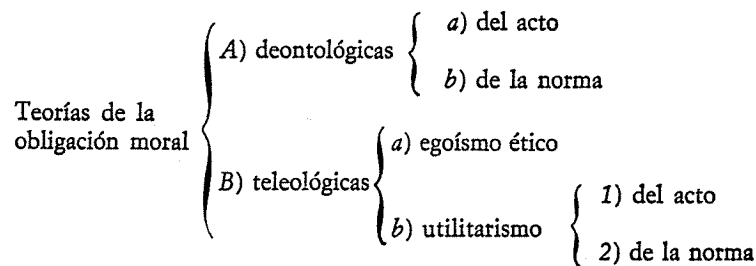 Teorías de la
obligación moral
A) deontológicas
a) del acto
b) de la norma
B) teleológicas
a) egoísmo ético
b) utilitarismo
1) del acto
2) de la norma